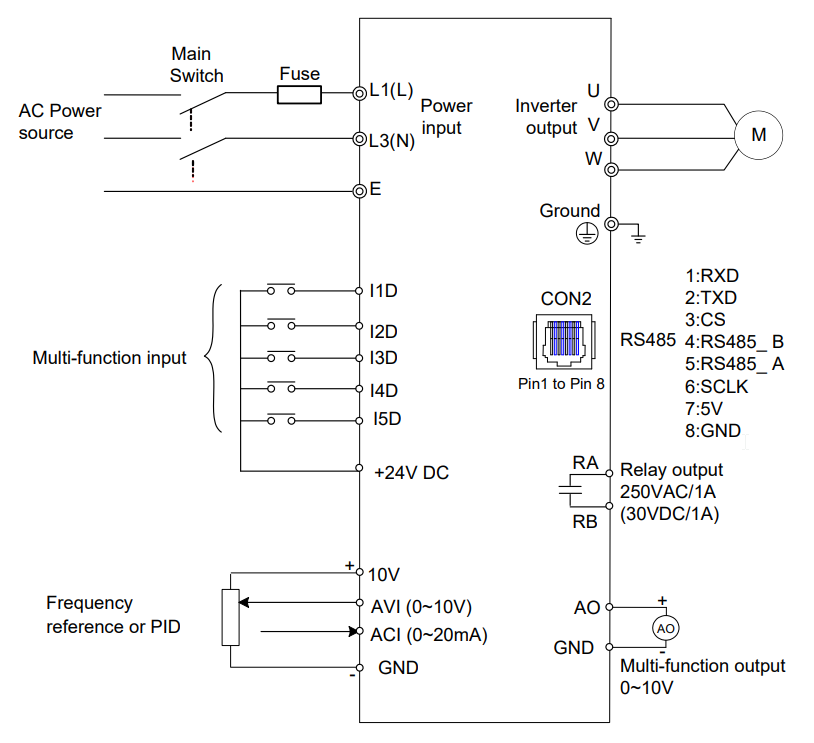 Main
Switch
Fuse
AC Power
source
L1(L)
L3(N)
E
Power
input
Inverter
output
U
V
W
M
Ground
CON2
Pin1 to Pin 8
RS485
1:RXD
2:TXD
3:CS
4:RS485_ B
5:RS485_ A
6:SCLK
7:5V
8:GND
Multi-function input
I1D
I2D
I3D
I4D
I5D
+24V DC
RA
RB
Relay output
250VAC/1A
(30VDC/1A)
Frequency
reference or PID
+
10V
AVI (0~10V)
ACI (0~20mA)
-
GND
AO
GND
+
AO
-
Multi-function output
0~10V